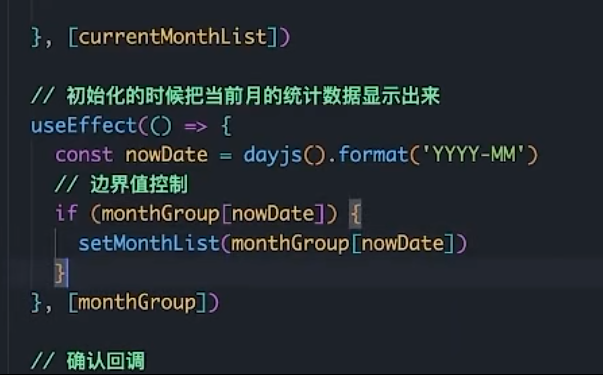 }, [currentMonthList])
// 初始化的时候把当前月的统计数据显示出来
useEffect(() => {
const nowDate = dayjs().format('YYYY-MM')
// 边界值控制
if (monthGroup[nowDate]) {
setMonthList(monthGroup[nowDate])
}
}, [monthGroup])
// 确认回调